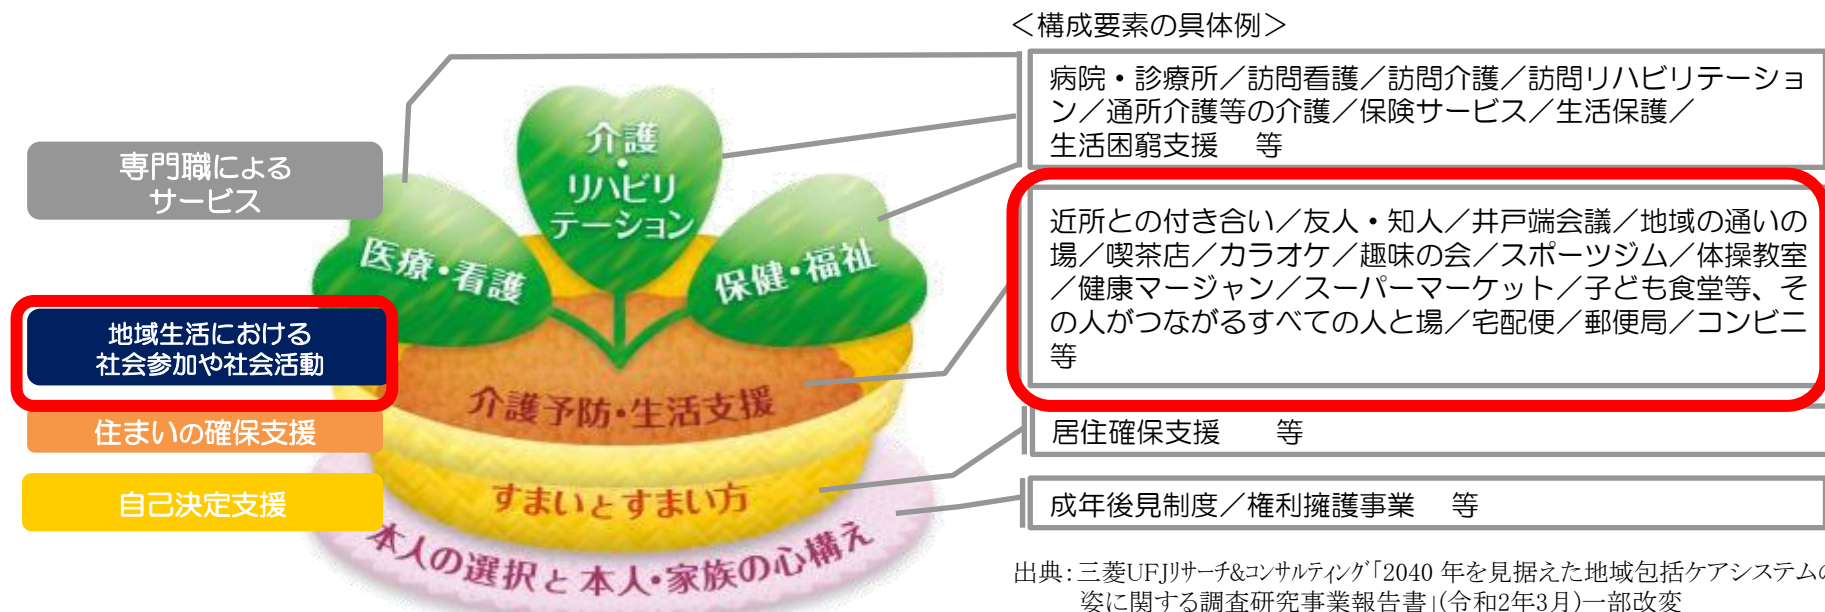 ＜構成要素の具体例＞
病院・診療所／訪問看護／訪問介護／訪問リハビリテーショ
ン／通所介護等の介護／保険サービス／生活保護／
生活困窮支援　等
専門職による
サービス
介護
・
リハビリ
テーション
医療・看護
保健・福祉
近所との付き合い／友人・知人／井戸端会議／地域の通いの
場／喫茶店／カラオケ／趣味の会／スポーツジム／体操教室
／健康マージャン／スーパーマーケット／子ども食堂等、そ
の人がつながるすべての人と場／宅配便／郵便局／コンビニ
等
地域生活における
社会参加や社会活動
介護予防・生活支援
住まいの確保支援
居住確保支援　　等
自己決定支援
すまいとすまい方
成年後見制度／権利擁護事業　等
本人の選択と本人・家族の心構え
出典：三菱UFJリサーチ&コンサルティング「2040 年を見据えた地域包括ケアシステムの
姿に関する調査研究事業報告書」(令和2年3月)一部改変